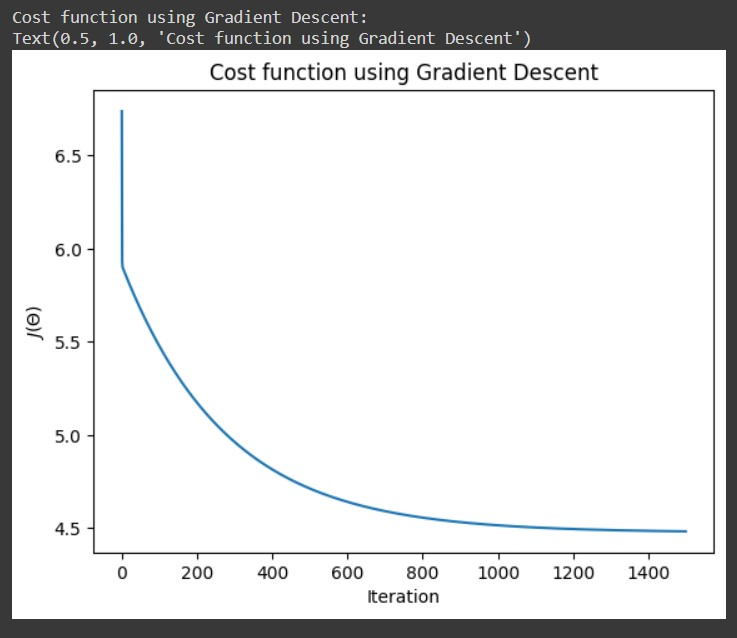 Cost function using Gradient Descent:
Text(0.5, 1.0, 'Cost function using Gradient Descent')
Cost function using Gradient Descent
6.5
6.0
5.5
5.0
4.5
J(Θ)
0 200 400 600 800 1000 1200 1400
Iteration